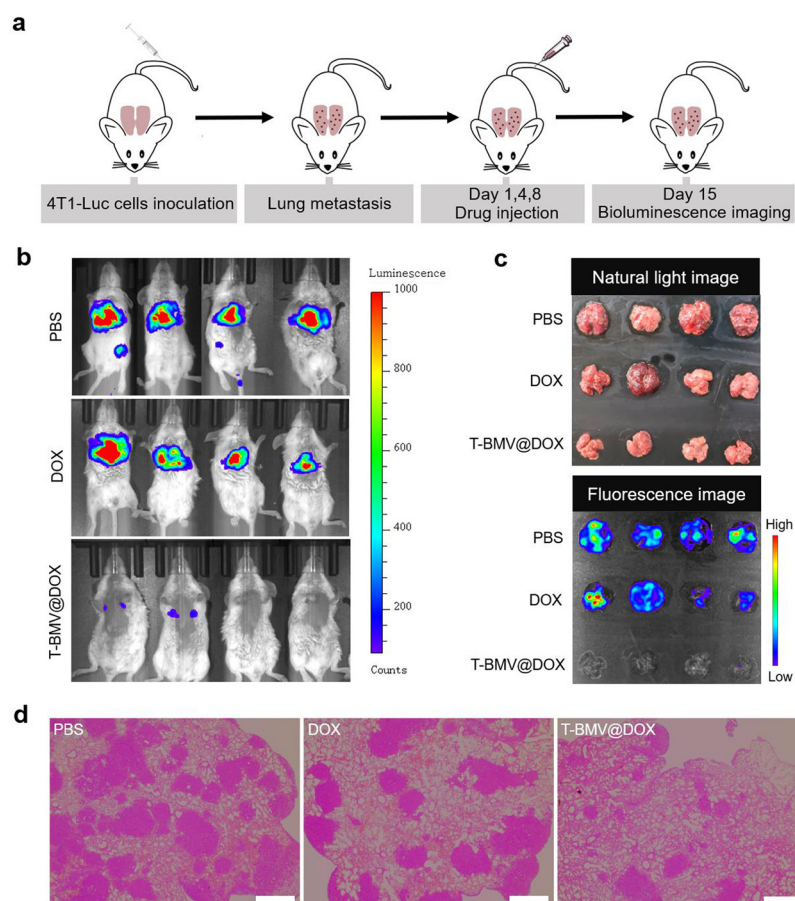 a
4T1-Luc cells inoculation
Lung metastasis
Day 1,4,8
Drug injection
Day 15
Bioluminescence imaging
b
Luminescence
1000
800
600
400
200
Counts
PBS
DOX
T-BMV@DOX
c
Natural light image
PBS
DOX
T-BMV@DOX
Fluorescence image
PBS
DOX
T-BMV@DOX
High
Low
d
PBS
DOX
T-BMV@DOX